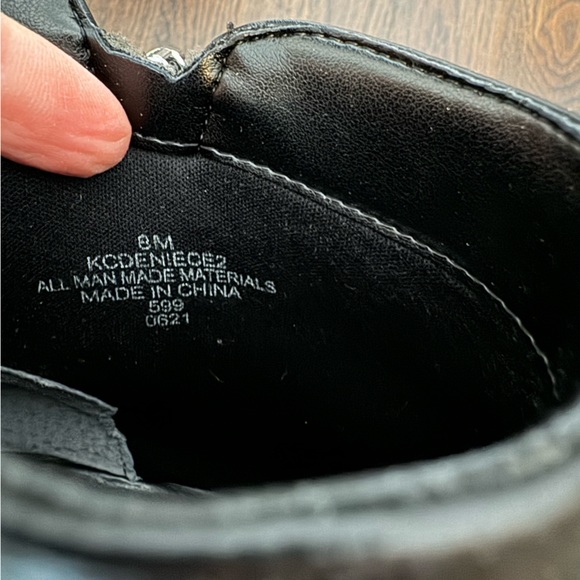 8M
KCDENIECE2
ALL MAN MADE MATERIALS
MADE IN CHINA
599
0621